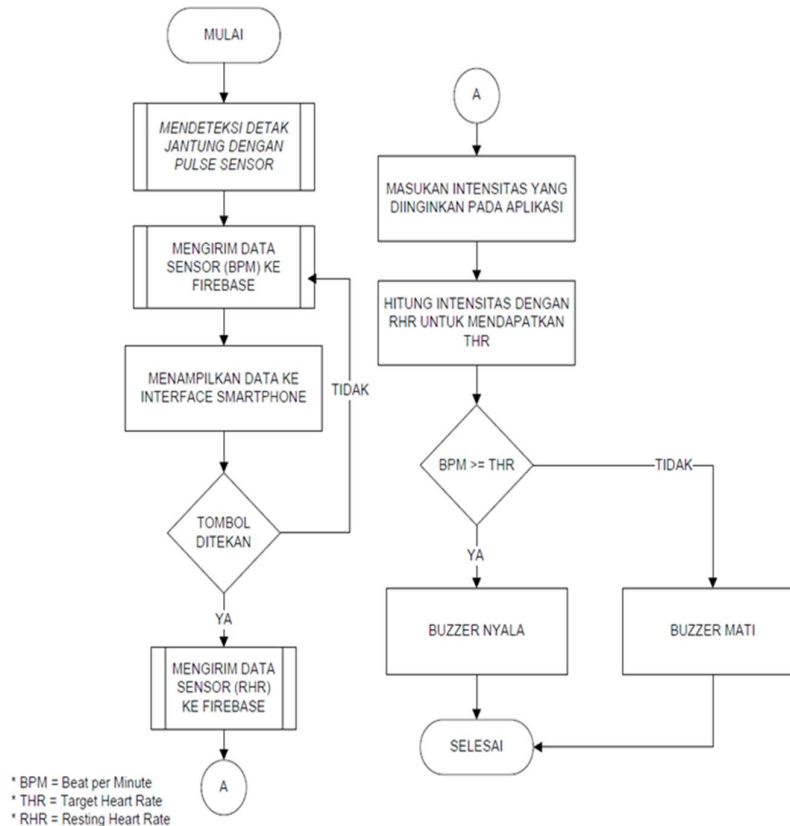 MULAI
MENDETEKSI DETAK
JANTUNG DENGAN
PULSE SENSOR
MENGIRIM DATA
SENSOR (BPM) KE
FIREBASE
MENAMPILKAN DATA KE
INTERFACE SMARTPHONE
TIDAK
TOMBOL
DITEKAN
YA
MENGIRIM DATA
SENSOR (RHR)
KE FIREBASE
A
* BPM = Beat per Minute
* THR = Target Heart Rate
* RHR = Resting Heart Rate
A
MASUKAN INTENSITAS YANG
DIINGINKAN PADA APLIKASI
HITUNG INTENSITAS DENGAN
RHR UNTUK MENDAPATKAN
THR
BPM >= THR
TIDAK
YA
BUZZER NYALA
BUZZER MATI
SELESAI